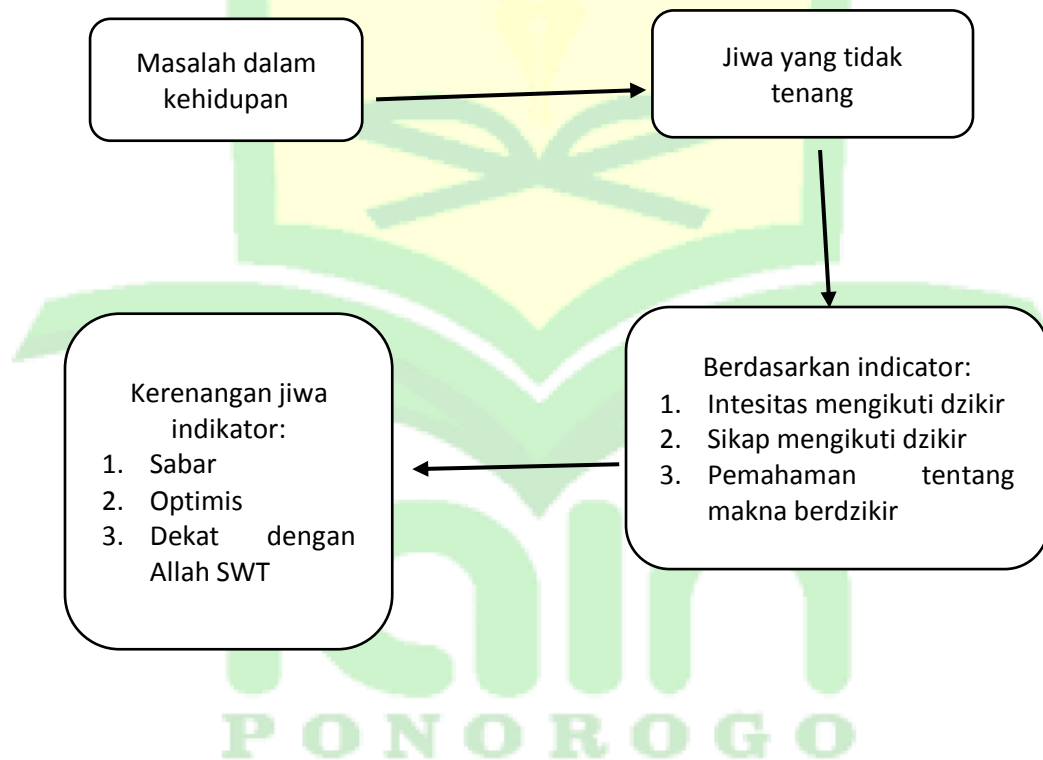 Masalah dalam
kehidupan
Jiwa yang tidak
tenang
Berdasarkan indicator:
1. Intesitas mengikuti dzikir
2. Sikap mengikuti dzikir
3. Pemahaman tentang
makna berdzikir
Kerenangan jiwa
indikator:
1. Sabar
2. Optimis
3. Dekat dengan
Allah SWT
iain
PONOROGO